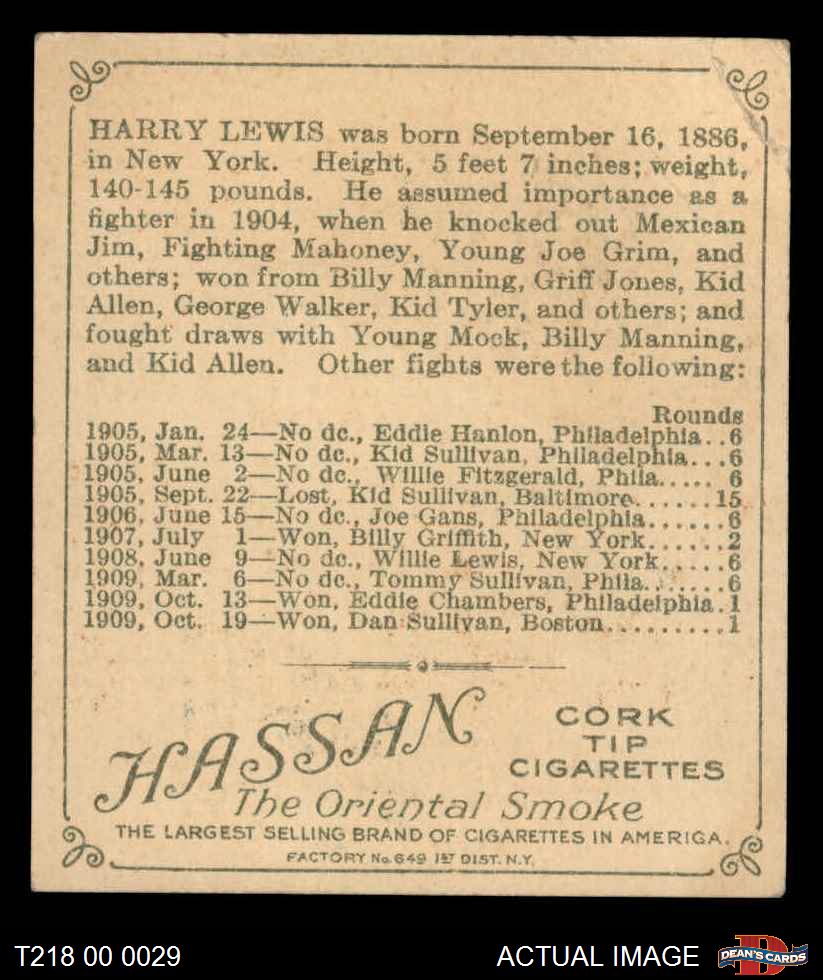 HARRY LEWIS was born September 16, 1886,
in New York. Height, 5 feet 7 inches; weight,
140-145 pounds. He assumed importance as a
fighter in 1904, when he knocked out Mexican
Jim, Fighting Mahoney, Young Joe Grim, and
others; won from Billy Manning, Griff Jones, Kid
Allen, George Walker, Kid Tyler, and others; and
fought draws with Young Mock, Billy Manning,
and Kid Allen. Other fights were the following:
Rounds
1905, Jan. 24—No dc., Eddie Hanlon, Philadelphia..6
1905, Mar. 13—No dc., Kid Sullivan, Philadelphia...6
1905, June 2—No dc., Willie Fitzgerald, Phila..... 6
1905, Sept. 22—Lost, Kid Sullivan, Baltimore.......15
1906, June 15—No dc., Joe Gans, Philadelphia......6
1907, July 1—Won, Billy Griffith, New York......2
1908, June 9—No dc., Willie Lewis, New York.....6
1909, Mar. 6—No dc., Tommy Sullivan, Phila.......6
1909, Oct. 13—Won, Eddie Chambers, Philadelphia.1
1909, Oct. 19—Won, Dan Sullivan, Boston.........1
HASSAN CORK
TIP
CIGARETTES
The Oriental Smoke
THE LARGEST SELLING BRAND OF CIGARETTES IN AMERICA.
FACTORY No. 649 1ST DIST. N.Y.
T218 00 0029 ACTUAL IMAGE DEAN'S CARDS